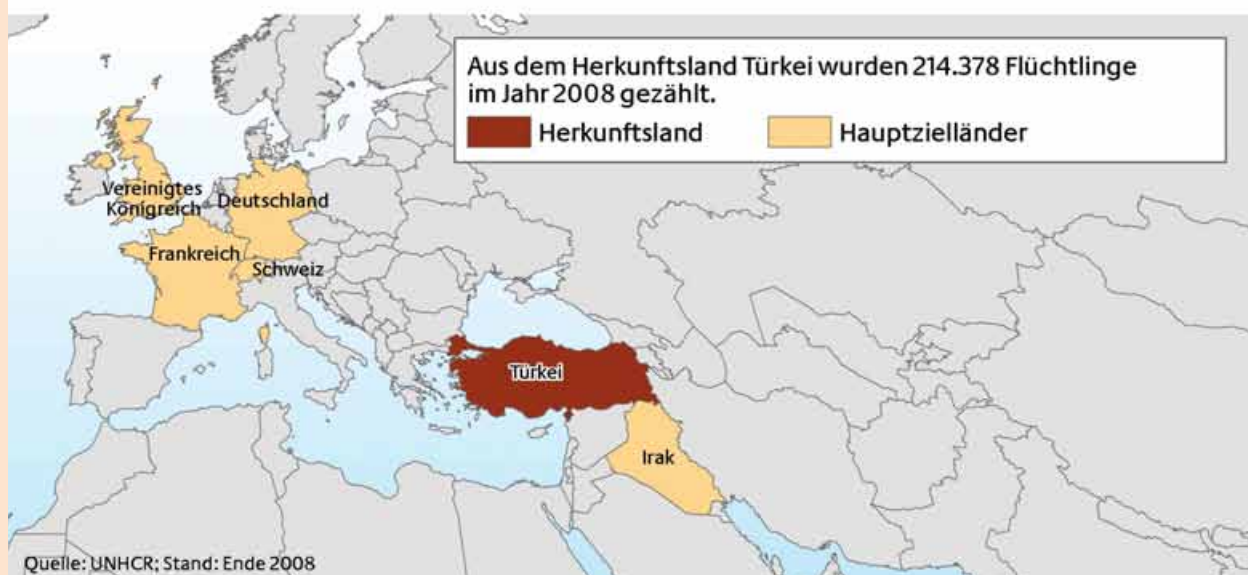 Aus dem Herkunftsland Türkei wurden 214.378 Flüchtlinge
im Jahr 2008 gezählt.
Herkunftsland
Hauptzielländer
Vereinigtes
Königreich
Deutschland
Frankreich
Schweiz
Türkei
Irak
Quelle: UNHCR; Stand: Ende 2008